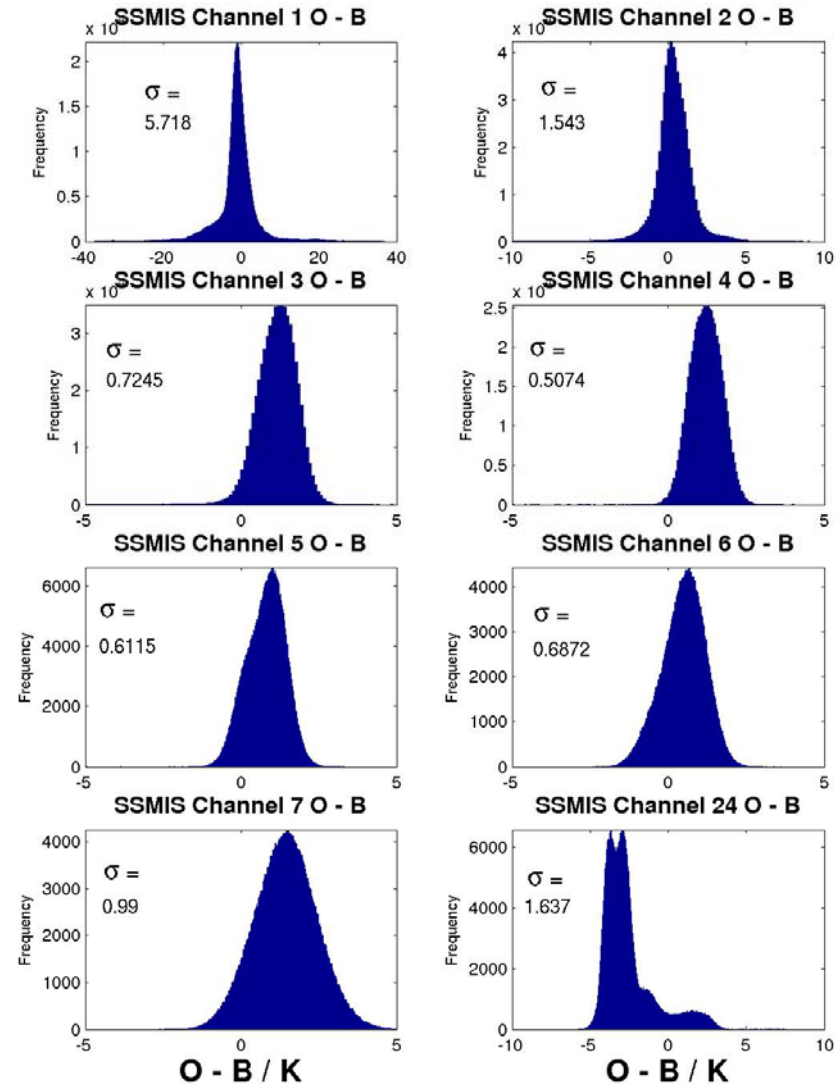 SSMIS Channel 1 O - B
x 10
Frequency
2
1.5
1
0.5
0
σ =
5.718
-40 -20 0 20 40
SSMIS Channel 2 O - B
x 10
Frequency
4
3
2
1
0
σ =
1.543
-10 -5 0 5 10
SSMIS Channel 3 O - B
x 10
Frequency
3
2
1
0
σ =
0.7245
-5 0 5
SSMIS Channel 4 O - B
x 10
Frequency
2.5
2
1.5
1
0.5
0
σ =
0.5074
-5 0 5
SSMIS Channel 5 O - B
Frequency
6000
4000
2000
0
σ =
0.6115
-5 0 5
SSMIS Channel 6 O - B
Frequency
4000
3000
2000
1000
0
σ =
0.6872
-5 0 5
SSMIS Channel 7 O - B
Frequency
4000
3000
2000
1000
0
σ =
0.99
-5 0 5
O - B / K
SSMIS Channel 24 O - B
Frequency
6000
4000
2000
0
σ =
1.637
-10 -5 0 5 10
O - B / K